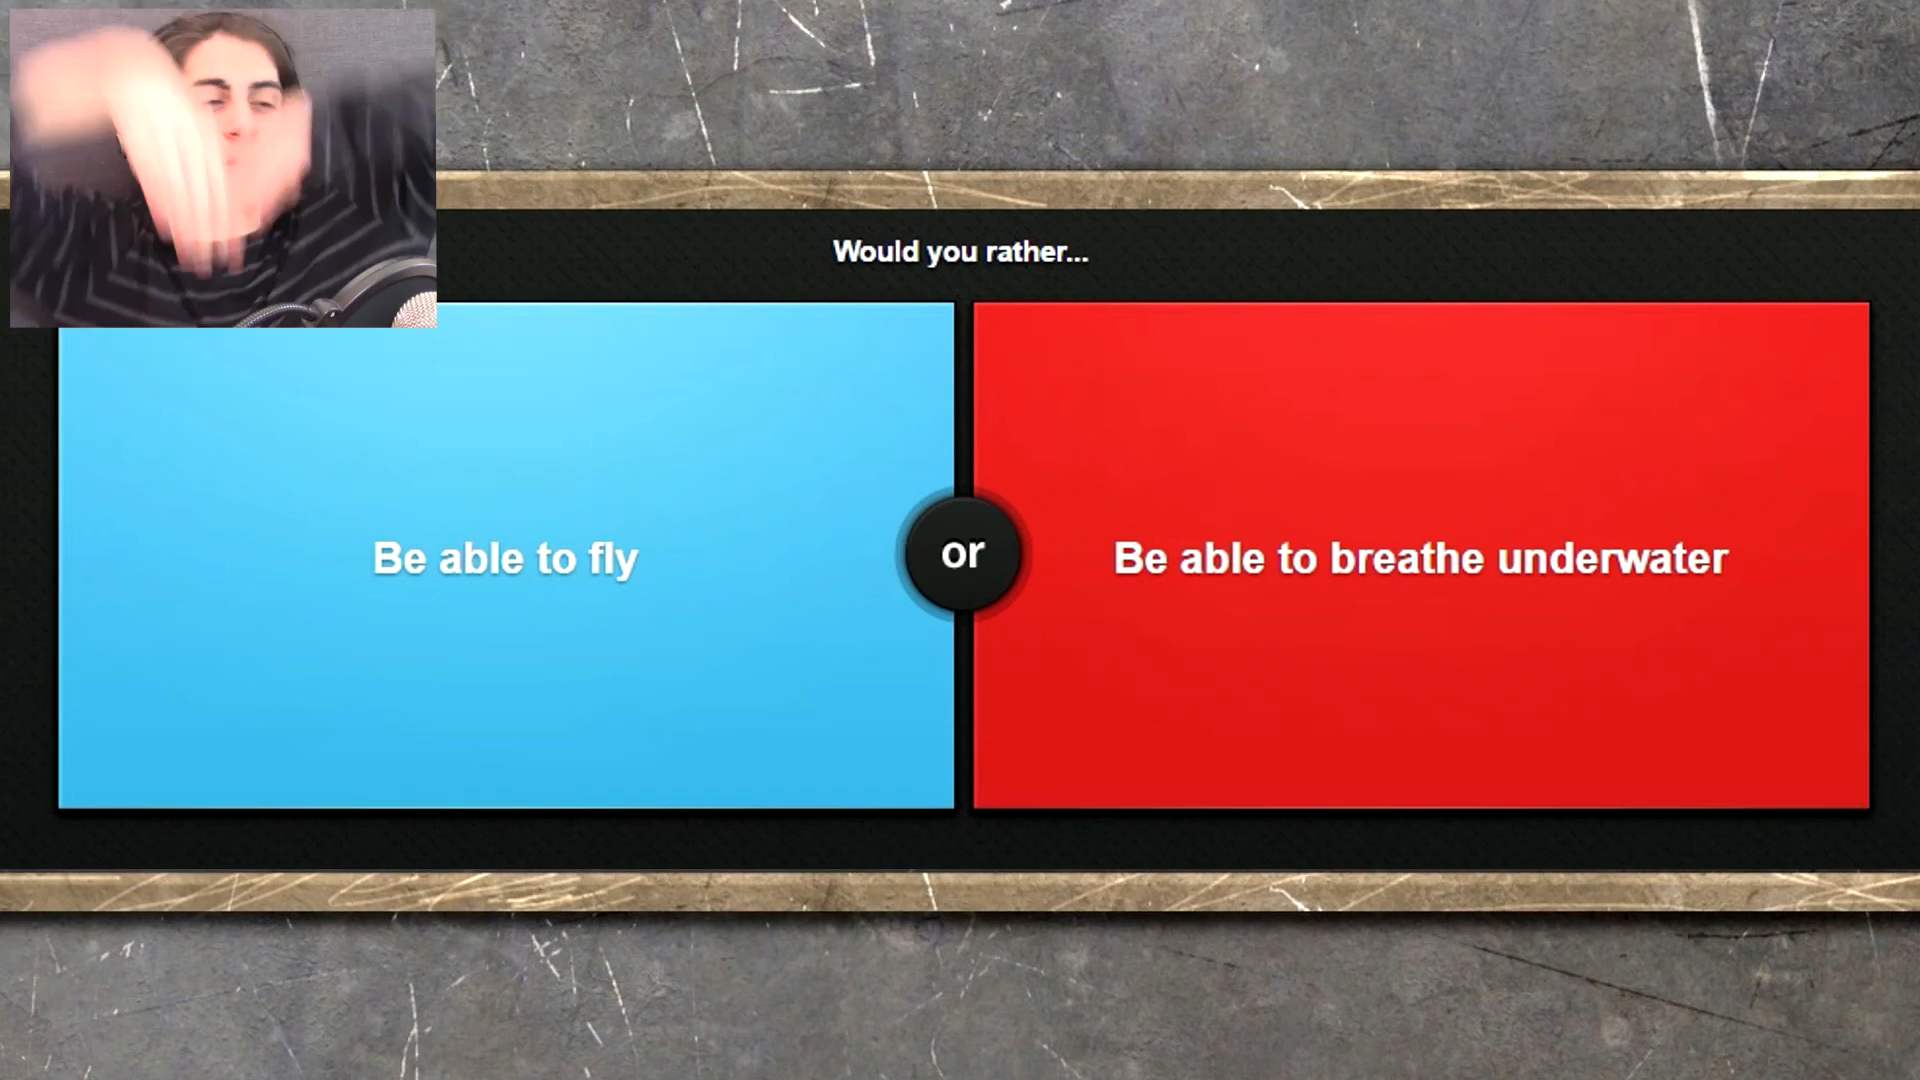 Would you rather...
Be able to fly
or
Be able to breathe underwater